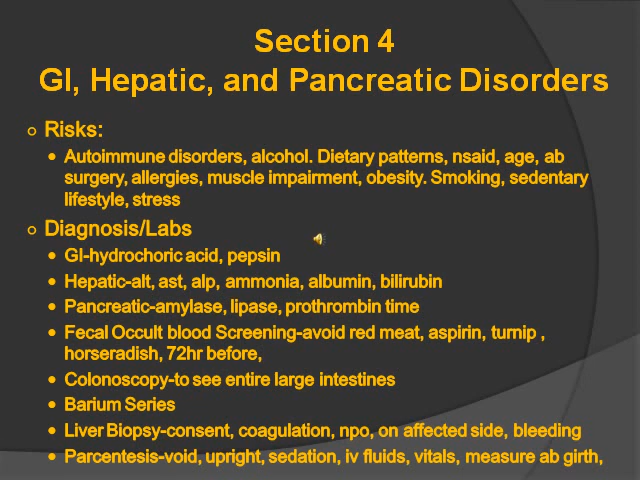 Section 4
GI, Hepatic, and Pancreatic Disorders
Risks:
Autoimmune disorders, alcohol. Dietary patterns, nsaid, age, ab
surgery, allergies, muscle impairment, obesity. Smoking, sedentary
lifestyle, stress
Diagnosis/Labs
GI-hydrochoric acid, pepsin
Hepatic-alt, ast, alp, ammonia, albumin, bilirubin
Pancreatic-amylase, lipase, prothrombin time
Fecal Occult blood Screening-avoid red meat, aspirin, turnip ,
horseradish, 72hr before,
Colonoscopy-to see entire large intestines
Barium Series
Liver Biopsy-consent, coagulation, npo, on affected side, bleeding
Parcentesis-void, upright, sedation, iv fluids, vitals, measure ab girth,